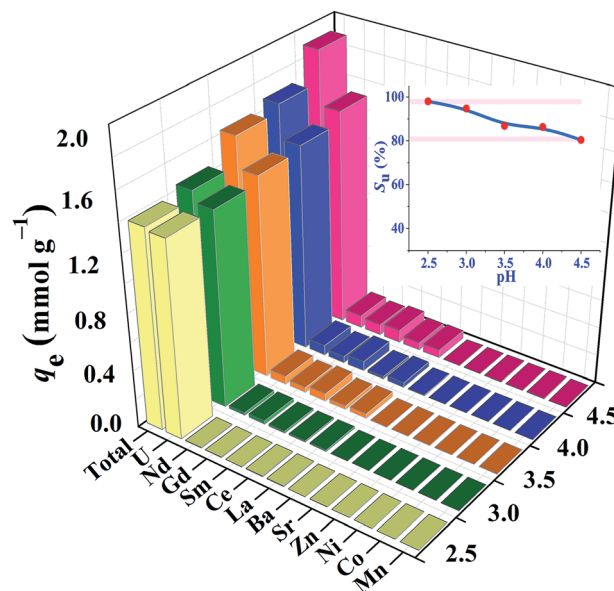 2.0
1.6
1.2
0.8
0.4
0.0
qe (mmol g−1)
Total
U
Nd
Gd
Sm
Ce
La
Ba
Sr
Zn
Ni
Co
Mn
2.5
3.0
3.5
4.0
4.5
100
80
60
40
Su (%)
2.5 3.0 3.5 4.0 4.5
pH